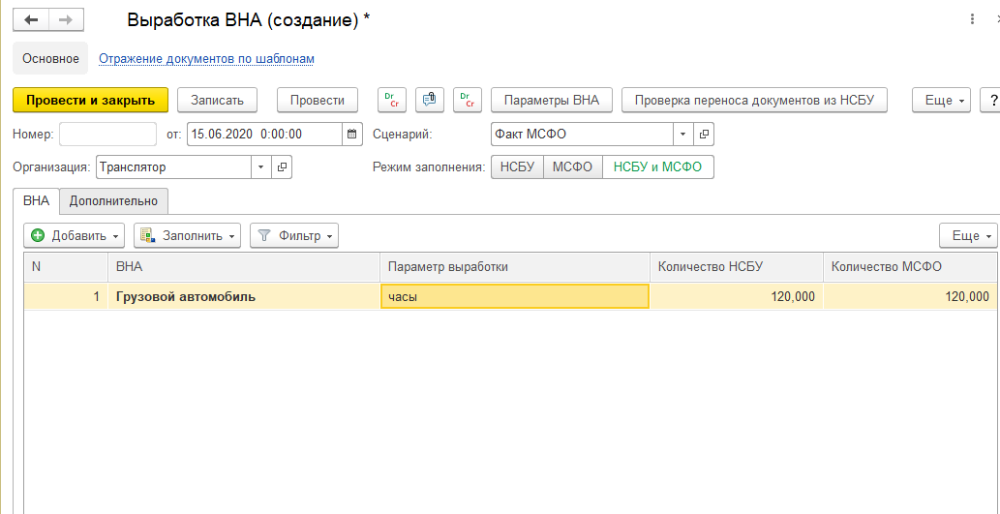 Выработка ВНА (создание) *
Основное Отражение документов по шаблонам
Провести и закрыть Записать Провести Dr Cr Dr Cr Параметры ВНА Проверка переноса документов из НСБУ Еще ?
Номер: от: 15.06.2020 0:00:00 Сценарий: Факт МСФО
Организация: Транслятор Режим заполнения: НСБУ МСФО НСБУ и МСФО
ВНА Дополнительно
Добавить Заполнить Фильтр Еще
N ВНА Параметр выработки Количество НСБУ Количество МСФО
1 Грузовой автомобиль часы 120,000 120,000